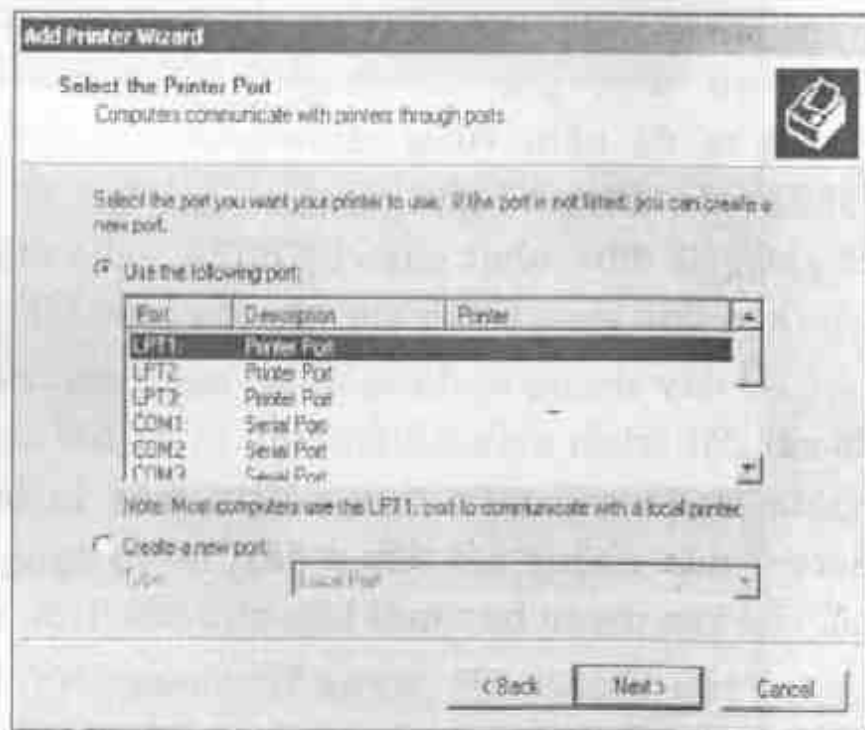 Add Printer Wizard
Select the Printer Port
Computers communicate with printers through ports.
Select the port you want your printer to use. If the port is not listed, you can create a
new port.
Use the following port:
Port Description Printer
LPT1: Printer Port
LPT2: Printer Port
LPT3: Printer Port
COM1: Serial Port
COM2: Serial Port
COM3: Serial Port
Note: Most computers use the LPT1: port to communicate with a local printer.
Create a new port:
Type: Local Port
< Back Next > Cancel